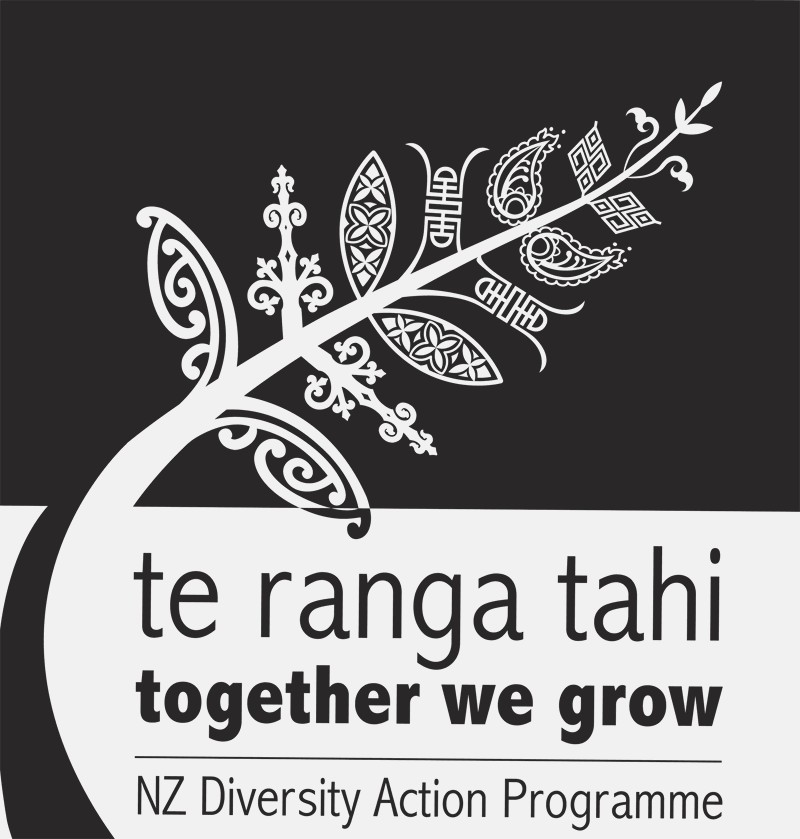 te ranga tahi
together we grow
NZ Diversity Action Programme